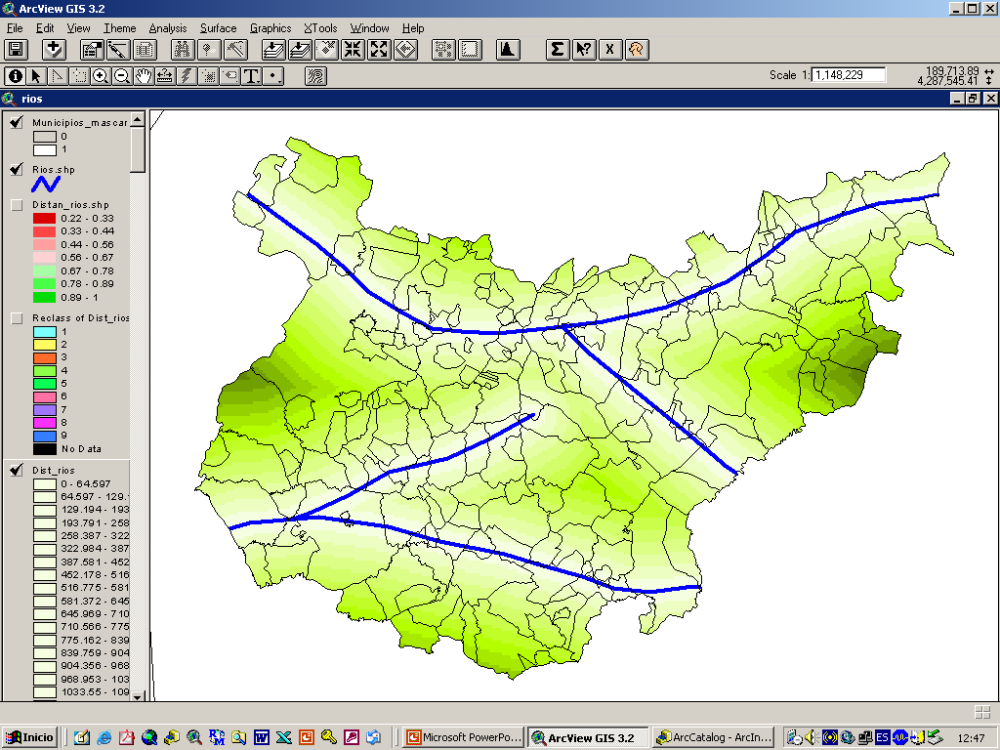 ArcView GIS 3.2
File Edit View Theme Analysis Surface Graphics XTools Window Help
Scale 1: 1,148,229 189,713.89
4,287,545.41
rios
Municipios_mascar
0
1
Rios.shp
Distan_rios.shp
0.22 - 0.33
0.33 - 0.44
0.44 - 0.56
0.56 - 0.67
0.67 - 0.78
0.78 - 0.89
0.89 - 1
Reclass of Dist_rios
1
2
3
4
5
6
7
8
9
No Data
Dist_rios
0 - 64.597
64.597 - 129.
129.194 - 193
193.791 - 258
258.387 - 322
322.984 - 387
387.581 - 452
452.178 - 516
516.775 - 581
581.372 - 645
645.969 - 710
710.566 - 775
775.162 - 839
839.759 - 904
904.356 - 968
968.953 - 103
1033.55 - 109
Inicio Microsoft PowerPo... ArcView GIS 3.2 ArcCatalog - ArcIn... ES 12:47